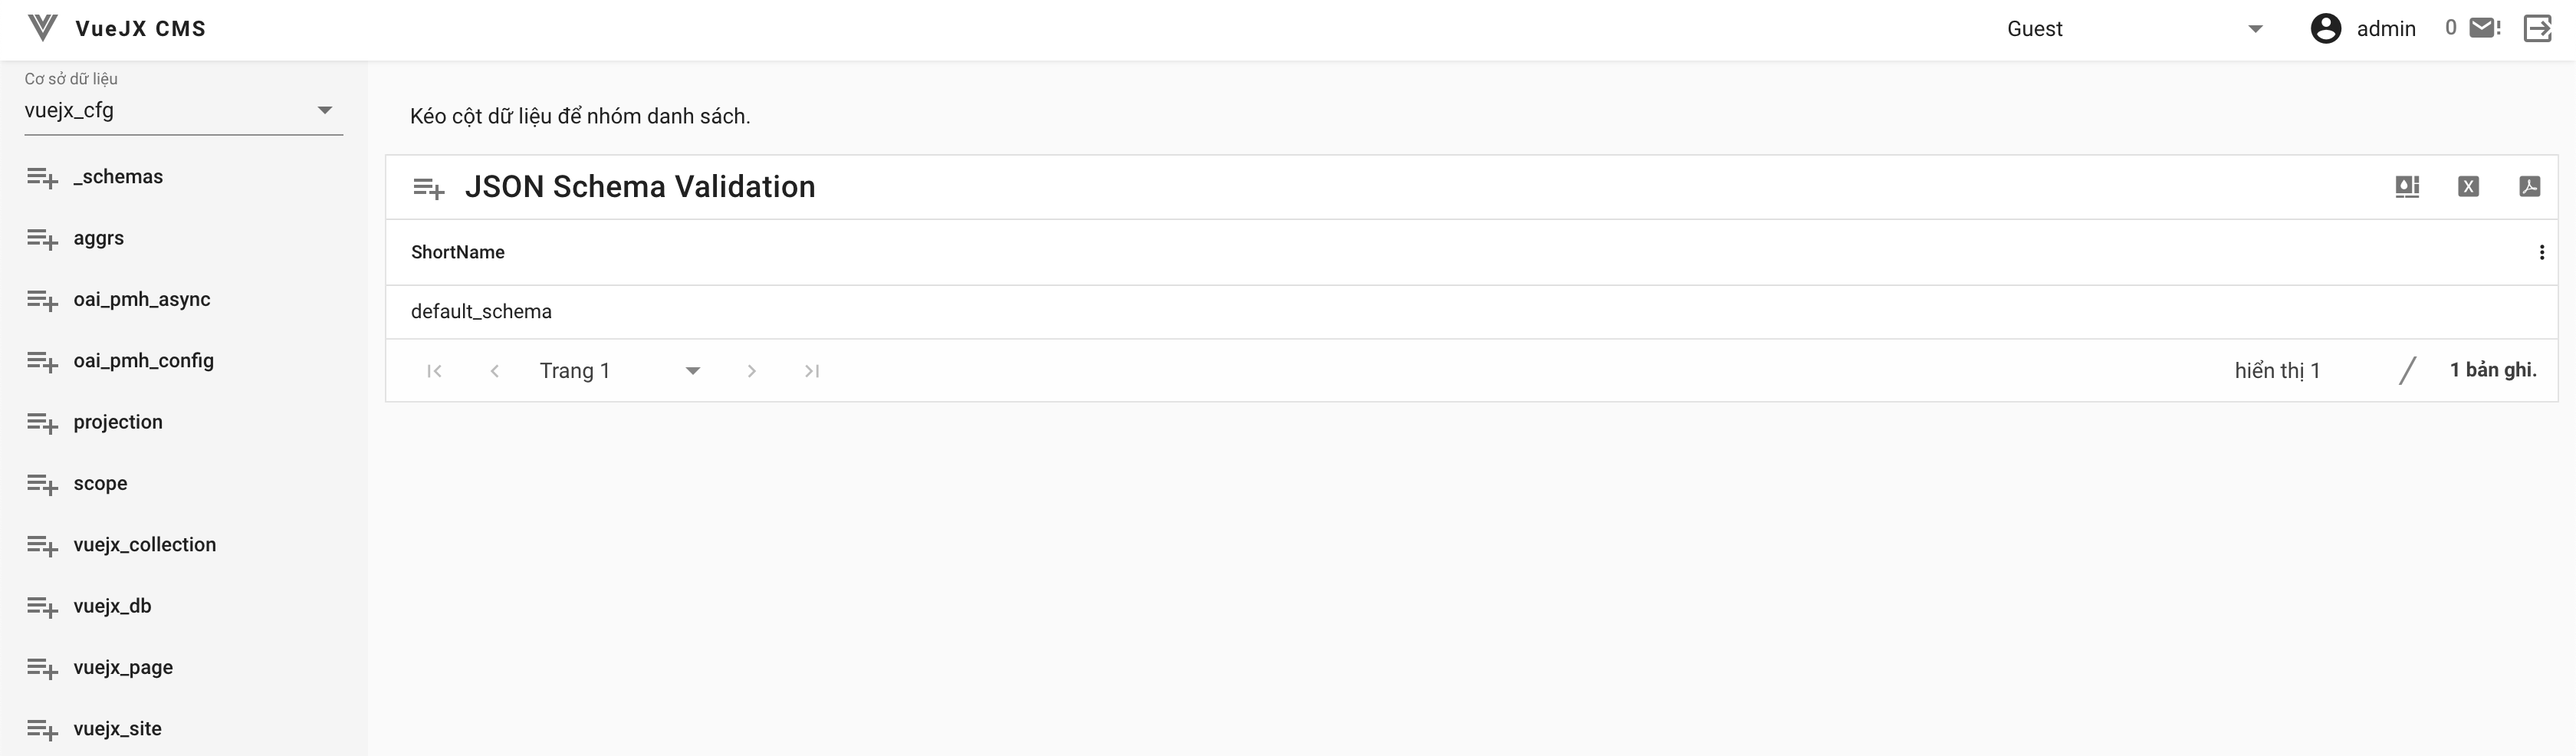 VueJX CMS
Guest
admin
0
Cơ sở dữ liệu
vuejx_cfg
_schemas
aggrs
oai_pmh_async
oai_pmh_config
projection
scope
vuejx_collection
vuejx_db
vuejx_page
vuejx_site
Kéo cột dữ liệu để nhóm danh sách.
JSON Schema Validation
ShortName
default_schema
Trang 1
hiển thị 1 / 1 bản ghi.